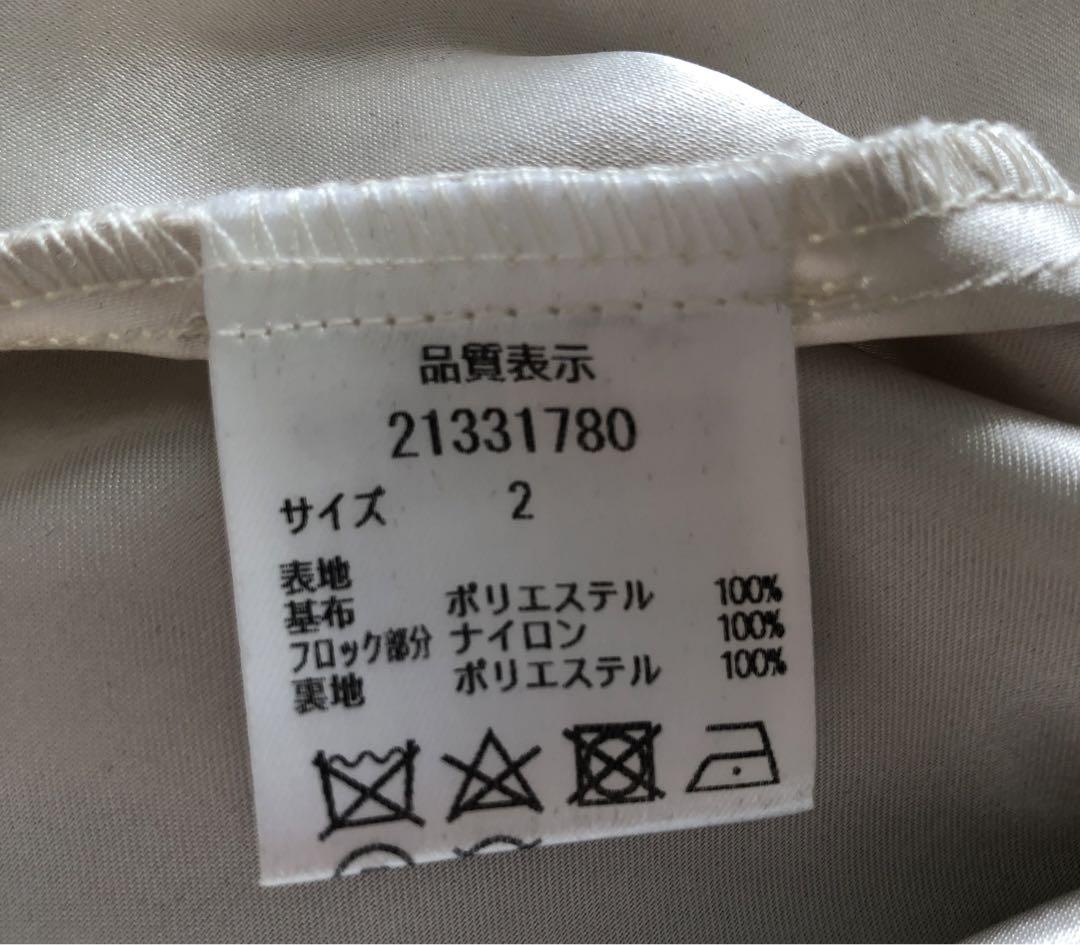 品質表示
21331780
サイズ 2
表地
基布 ポリエステル 100%
フロック部分 ナイロン 100%
裏地 ポリエステル 100%